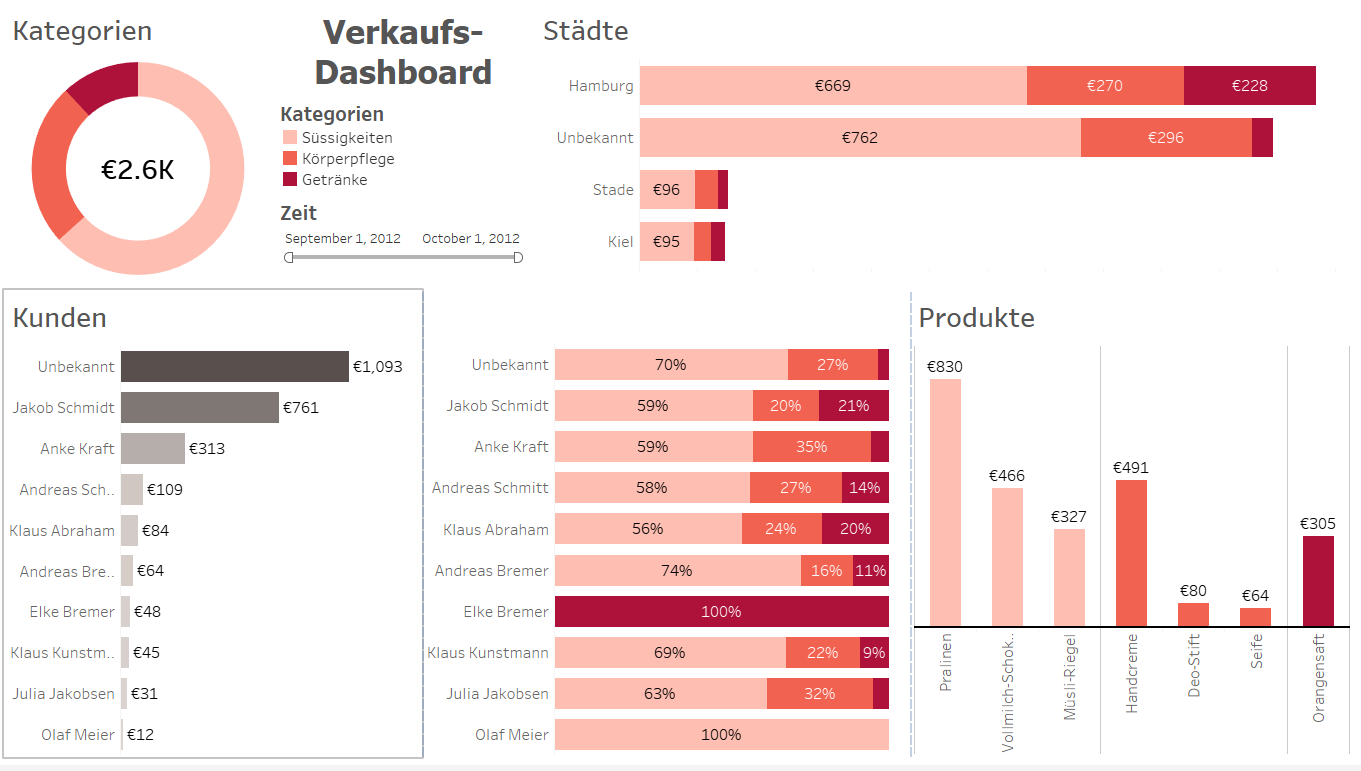 Kategorien
€2.6K
Verkaufs-
Dashboard
Kategorien
Süssigkeiten
Körperpflege
Getränke
Zeit
September 1, 2012 October 1, 2012
Städte
Hamburg €669 €270 €228
Unbekannt €762 €296
Stade €96
Kiel €95
Kunden
Unbekannt €1,093
Jakob Schmidt €761
Anke Kraft €313
Andreas Sch.. €109
Klaus Abraham €84
Andreas Bre.. €64
Elke Bremer €48
Klaus Kunstm.. €45
Julia Jakobsen €31
Olaf Meier €12
Unbekannt 70% 27%
Jakob Schmidt 59% 20% 21%
Anke Kraft 59% 35%
Andreas Schmitt 58% 27% 14%
Klaus Abraham 56% 24% 20%
Andreas Bremer 74% 16% 11%
Elke Bremer 100%
Klaus Kunstmann 69% 22% 9%
Julia Jakobsen 63% 32%
Olaf Meier 100%
Produkte
€830 €466 €327 €491 €80 €64 €305
Pralinen
Vollmilch-Schok..
Müsli-Riegel
Handcreme
Deo-Stift
Seife
Orangensaft